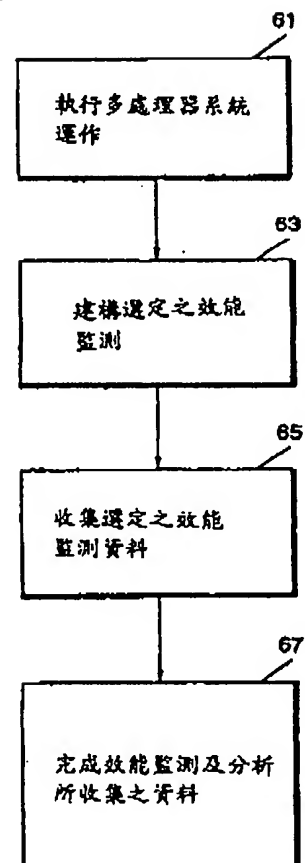 61
執行多處理器系統
運作
63
建構選定之效能
監測
65
收集選定之效能
監測資料
67
完成效能監測及分析
所收集之資料